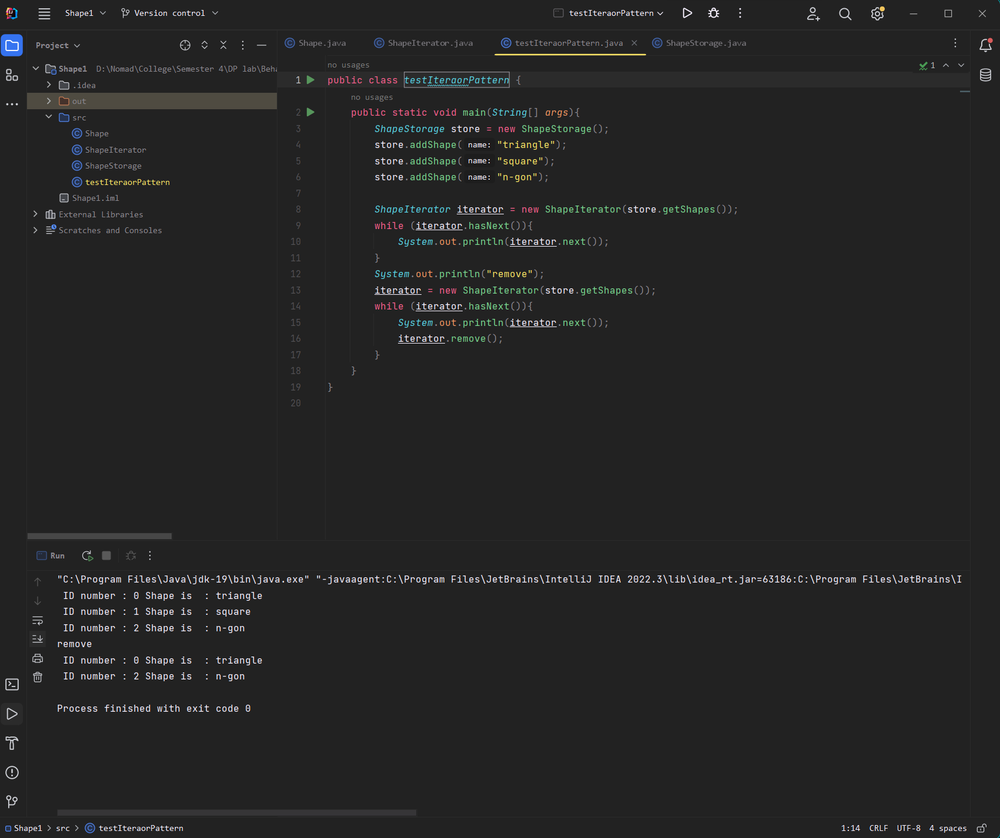 Shape1 Version control testIteraorPattern
Project
Shape.java ShapeIterator.java testIteraorPattern.java ShapeStorage.java
Shape1 D:\Nomad\College\Semester 4\DP lab\Beha
.idea
out
src
Shape
ShapeIterator
ShapeStorage
testIteraorPattern
Shape1.iml
External Libraries
Scratches and Consoles
no usages
1
1 public class testIteraorPattern {
no usages
2 public static void main(String[] args){
3 ShapeStorage store = new ShapeStorage();
4 store.addShape( name: "triangle");
5 store.addShape( name: "square");
6 store.addShape( name: "n-gon");
7
8 ShapeIterator iterator = new ShapeIterator(store.getShapes());
9 while (iterator.hasNext()){
10 System.out.println(iterator.next());
11 }
12 System.out.println("remove");
13 iterator = new ShapeIterator(store.getShapes());
14 while (iterator.hasNext()){
15 System.out.println(iterator.next());
16 iterator.remove();
17 }
18 }
19 }
20
Run
"C:\Program Files\Java\jdk-19\bin\java.exe" "-javaagent:C:\Program Files\JetBrains\IntelliJ IDEA 2022.3\lib\idea_rt.jar=63186:C:\Program Files\JetBrains\I
ID number : 0 Shape is  : triangle
ID number : 1 Shape is  : square
ID number : 2 Shape is  : n-gon
remove
ID number : 0 Shape is  : triangle
ID number : 2 Shape is  : n-gon
Process finished with exit code 0
Shape1 > src > testIteraorPattern 1:14 CRLF UTF-8 4 spaces